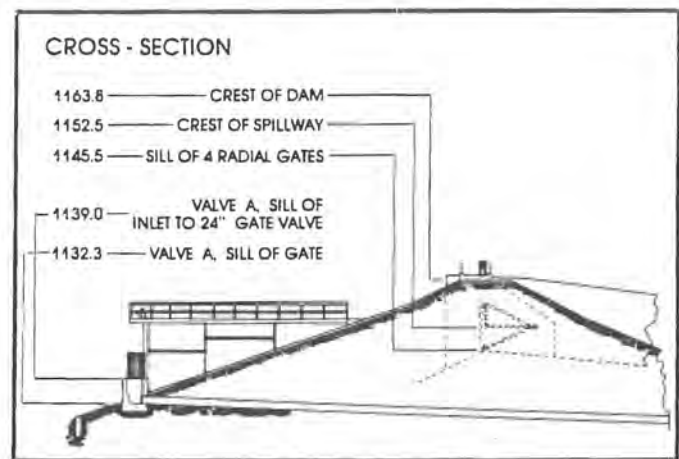 CROSS - SECTION
1163.8 CREST OF DAM
1152.5 CREST OF SPILLWAY
1145.5 SILL OF 4 RADIAL GATES
1139.0 VALVE A, SILL OF
INLET TO 24" GATE VALVE
1132.3 VALVE A, SILL OF GATE